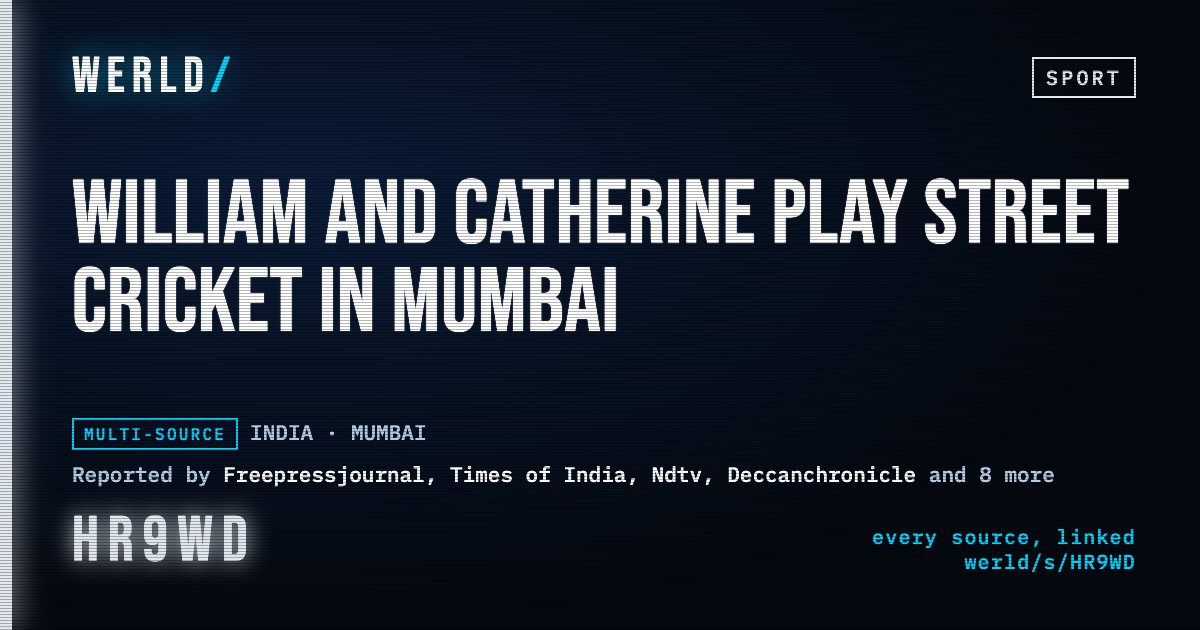 WERLD/
SPORT
WILLIAM AND CATHERINE PLAY STREET
CRICKET IN MUMBAI
MULTI-SOURCE INDIA · MUMBAI
Reported by Freepressjournal, Times of India, Ndtv, Deccanchronicle and 8 more
HR9WD
every source, linked
werld/s/HR9WD